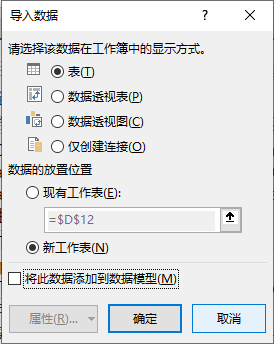 导入数据
?
×
请选择该数据在工作簿中的显示方式。
表(T)
数据透视表(P)
数据透视图(C)
仅创建连接(O)
数据的放置位置
现有工作表(E):
=$D$12
新工作表(N)
将此数据添加到数据模型(M)
属性(R)... 确定 取消